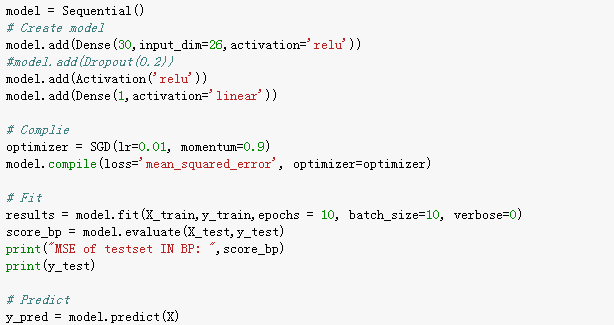 model = Sequential()
# Create model
model.add(Dense(30,input_dim=26,activation='relu'))
#model.add(Dropout(0.2))
model.add(Activation('relu'))
model.add(Dense(1,activation='linear'))
# Complie
optimizer = SGD(lr=0.01, momentum=0.9)
model.compile(loss='mean_squared_error', optimizer=optimizer)
# Fit
results = model.fit(X_train,y_train,epochs = 10, batch_size=10, verbose=0)
score_bp = model.evaluate(X_test,y_test)
print("MSE of testset IN BP: ",score_bp)
print(y_test)
# Predict
y_pred = model.predict(X)